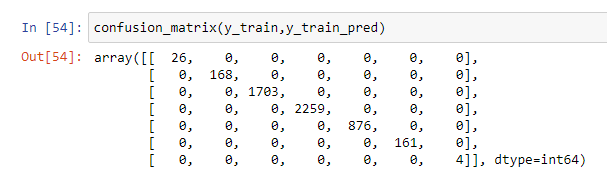 In [54]: confusion_matrix(y_train,y_train_pred)
Out[54]: array([[  26,    0,    0,    0,    0,    0,    0],
       [   0,  168,    0,    0,    0,    0,    0],
       [   0,    0, 1703,    0,    0,    0,    0],
       [   0,    0,    0, 2259,    0,    0,    0],
       [   0,    0,    0,    0,  876,    0,    0],
       [   0,    0,    0,    0,    0,  161,    0],
       [   0,    0,    0,    0,    0,    0,    4]], dtype=int64)